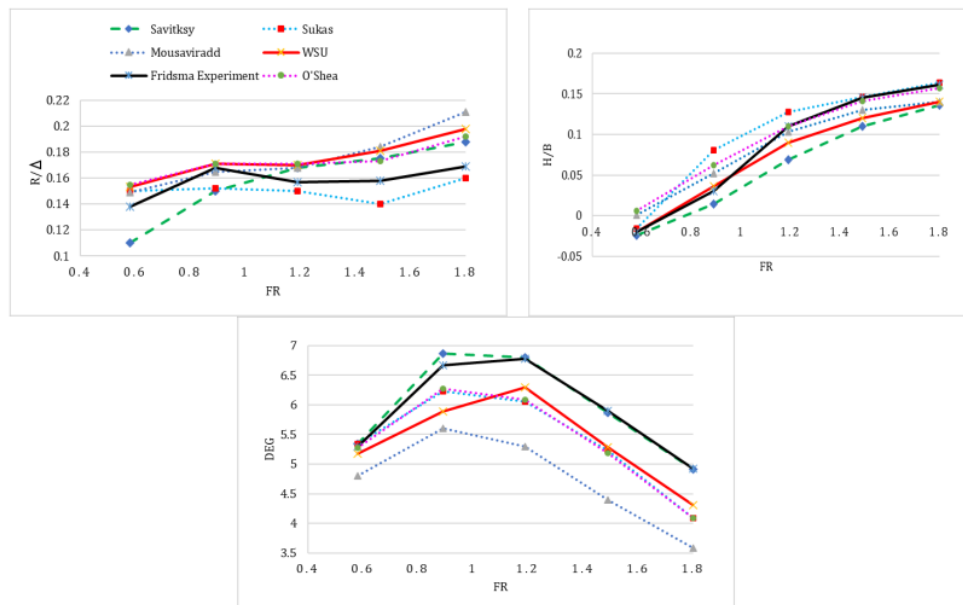 Savitksy
Sukas
Mousaviradd
WSU
Fridsma Experiment
O'Shea
0.22
0.2
0.18
0.16
0.14
0.12
0.1
R/Δ
0.4 0.6 0.8 1 1.2 1.4 1.6 1.8
FR
0.2
0.15
0.1
0.05
0
-0.05
H/B
0.4 0.6 0.8 1 1.2 1.4 1.6 1.8
FR
7
6.5
6
5.5
5
4.5
4
3.5
DEG
0.4 0.6 0.8 1 1.2 1.4 1.6 1.8
FR